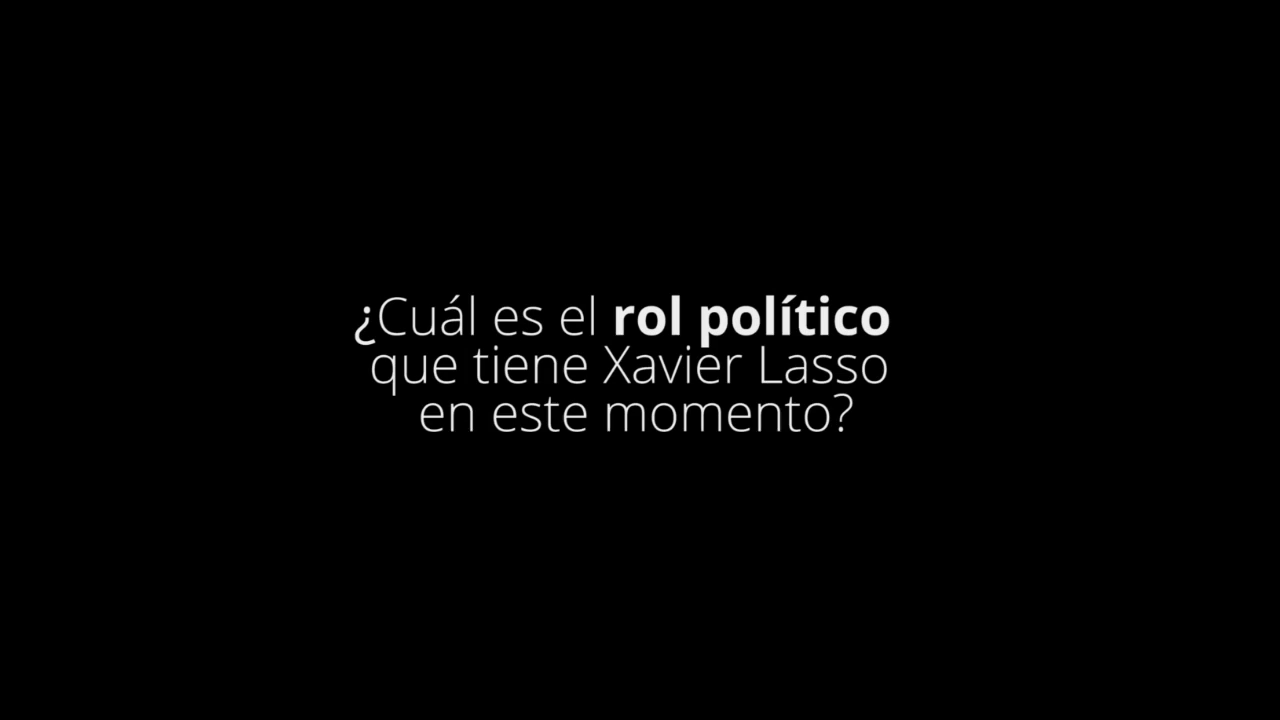 ¿Cuál es el rol político
que tiene Xavier Lasso
en este momento?